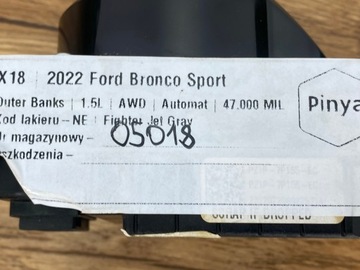 X18 | 2022 Ford Bronco Sport
Outer Banks | 1.5L | AWD | Automat | 47.000 MIL
Kod lakieru - NE : Fighter Jet Gray
Nr magazynowy - 05018
szkodzenia -
Pinya